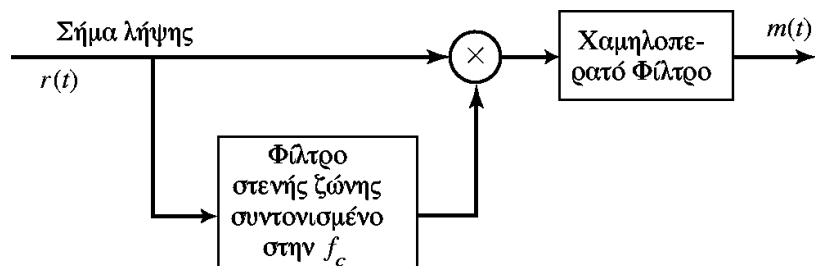 Σήμα λήψης
r(t)
×
Χαμηλοπε-
ρατό Φίλτρο
m(t)
Φίλτρο
στενής ζώνης
συντονισμένο
στην f_c